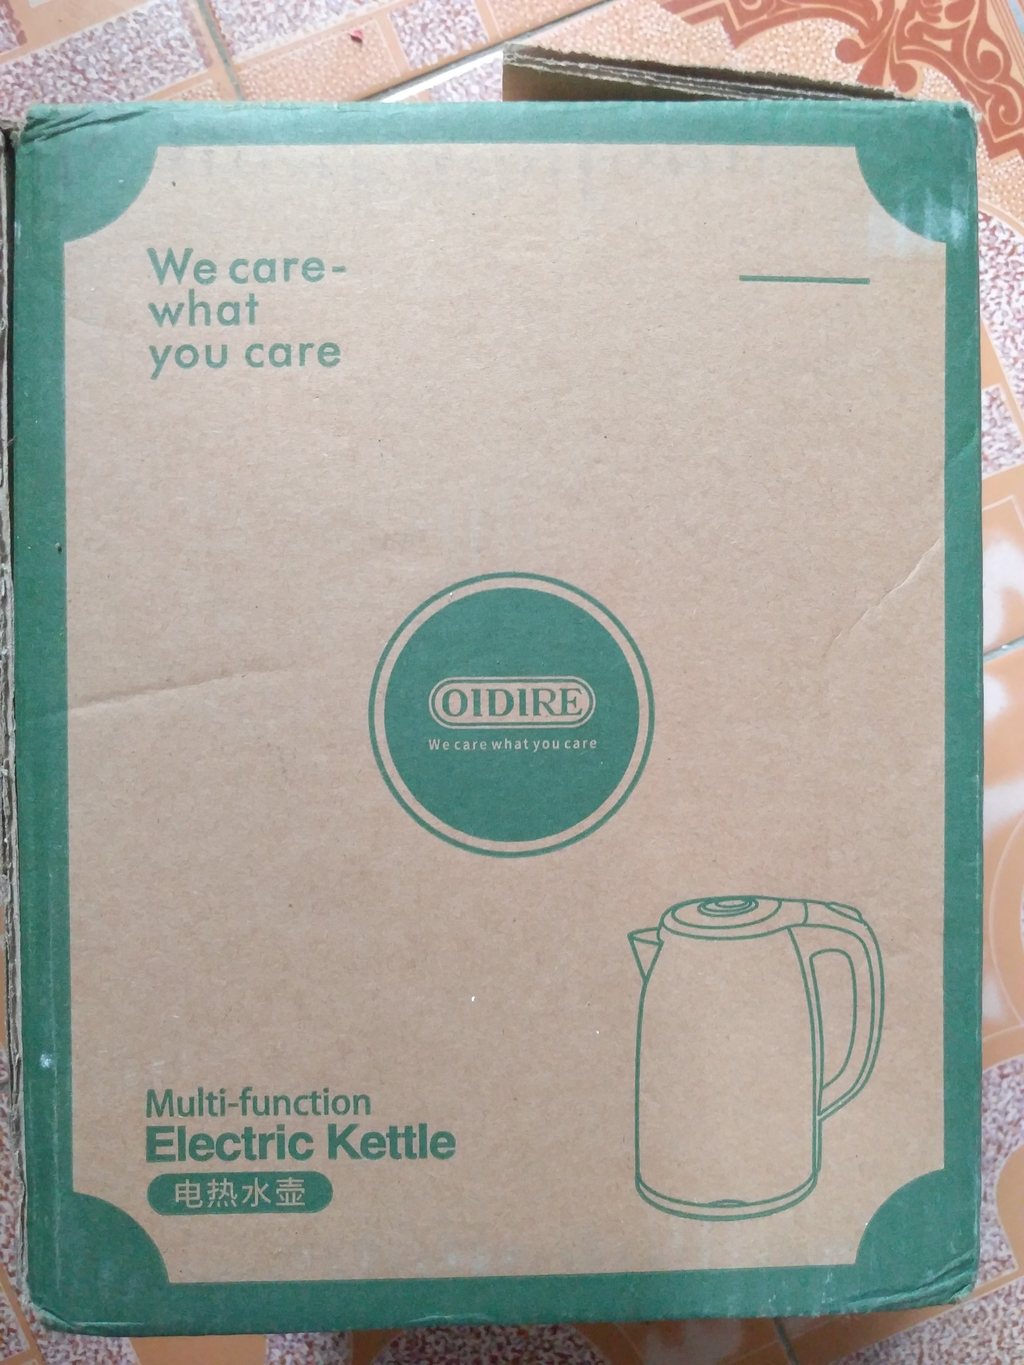 We care-
what
you care
OIDIRE
We care what you care
Multi-function
Electric Kettle
电热水壶